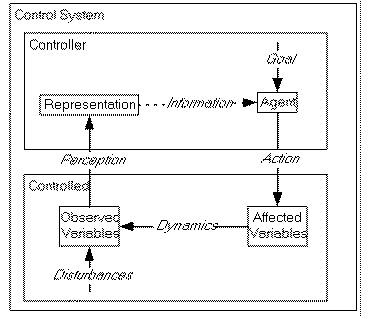 Control System
Controller
Goal
Representation
Information
Agent
Perception
Action
Controlled
Observed
Variables
Dynamics
Affected
Variables
Disturbances